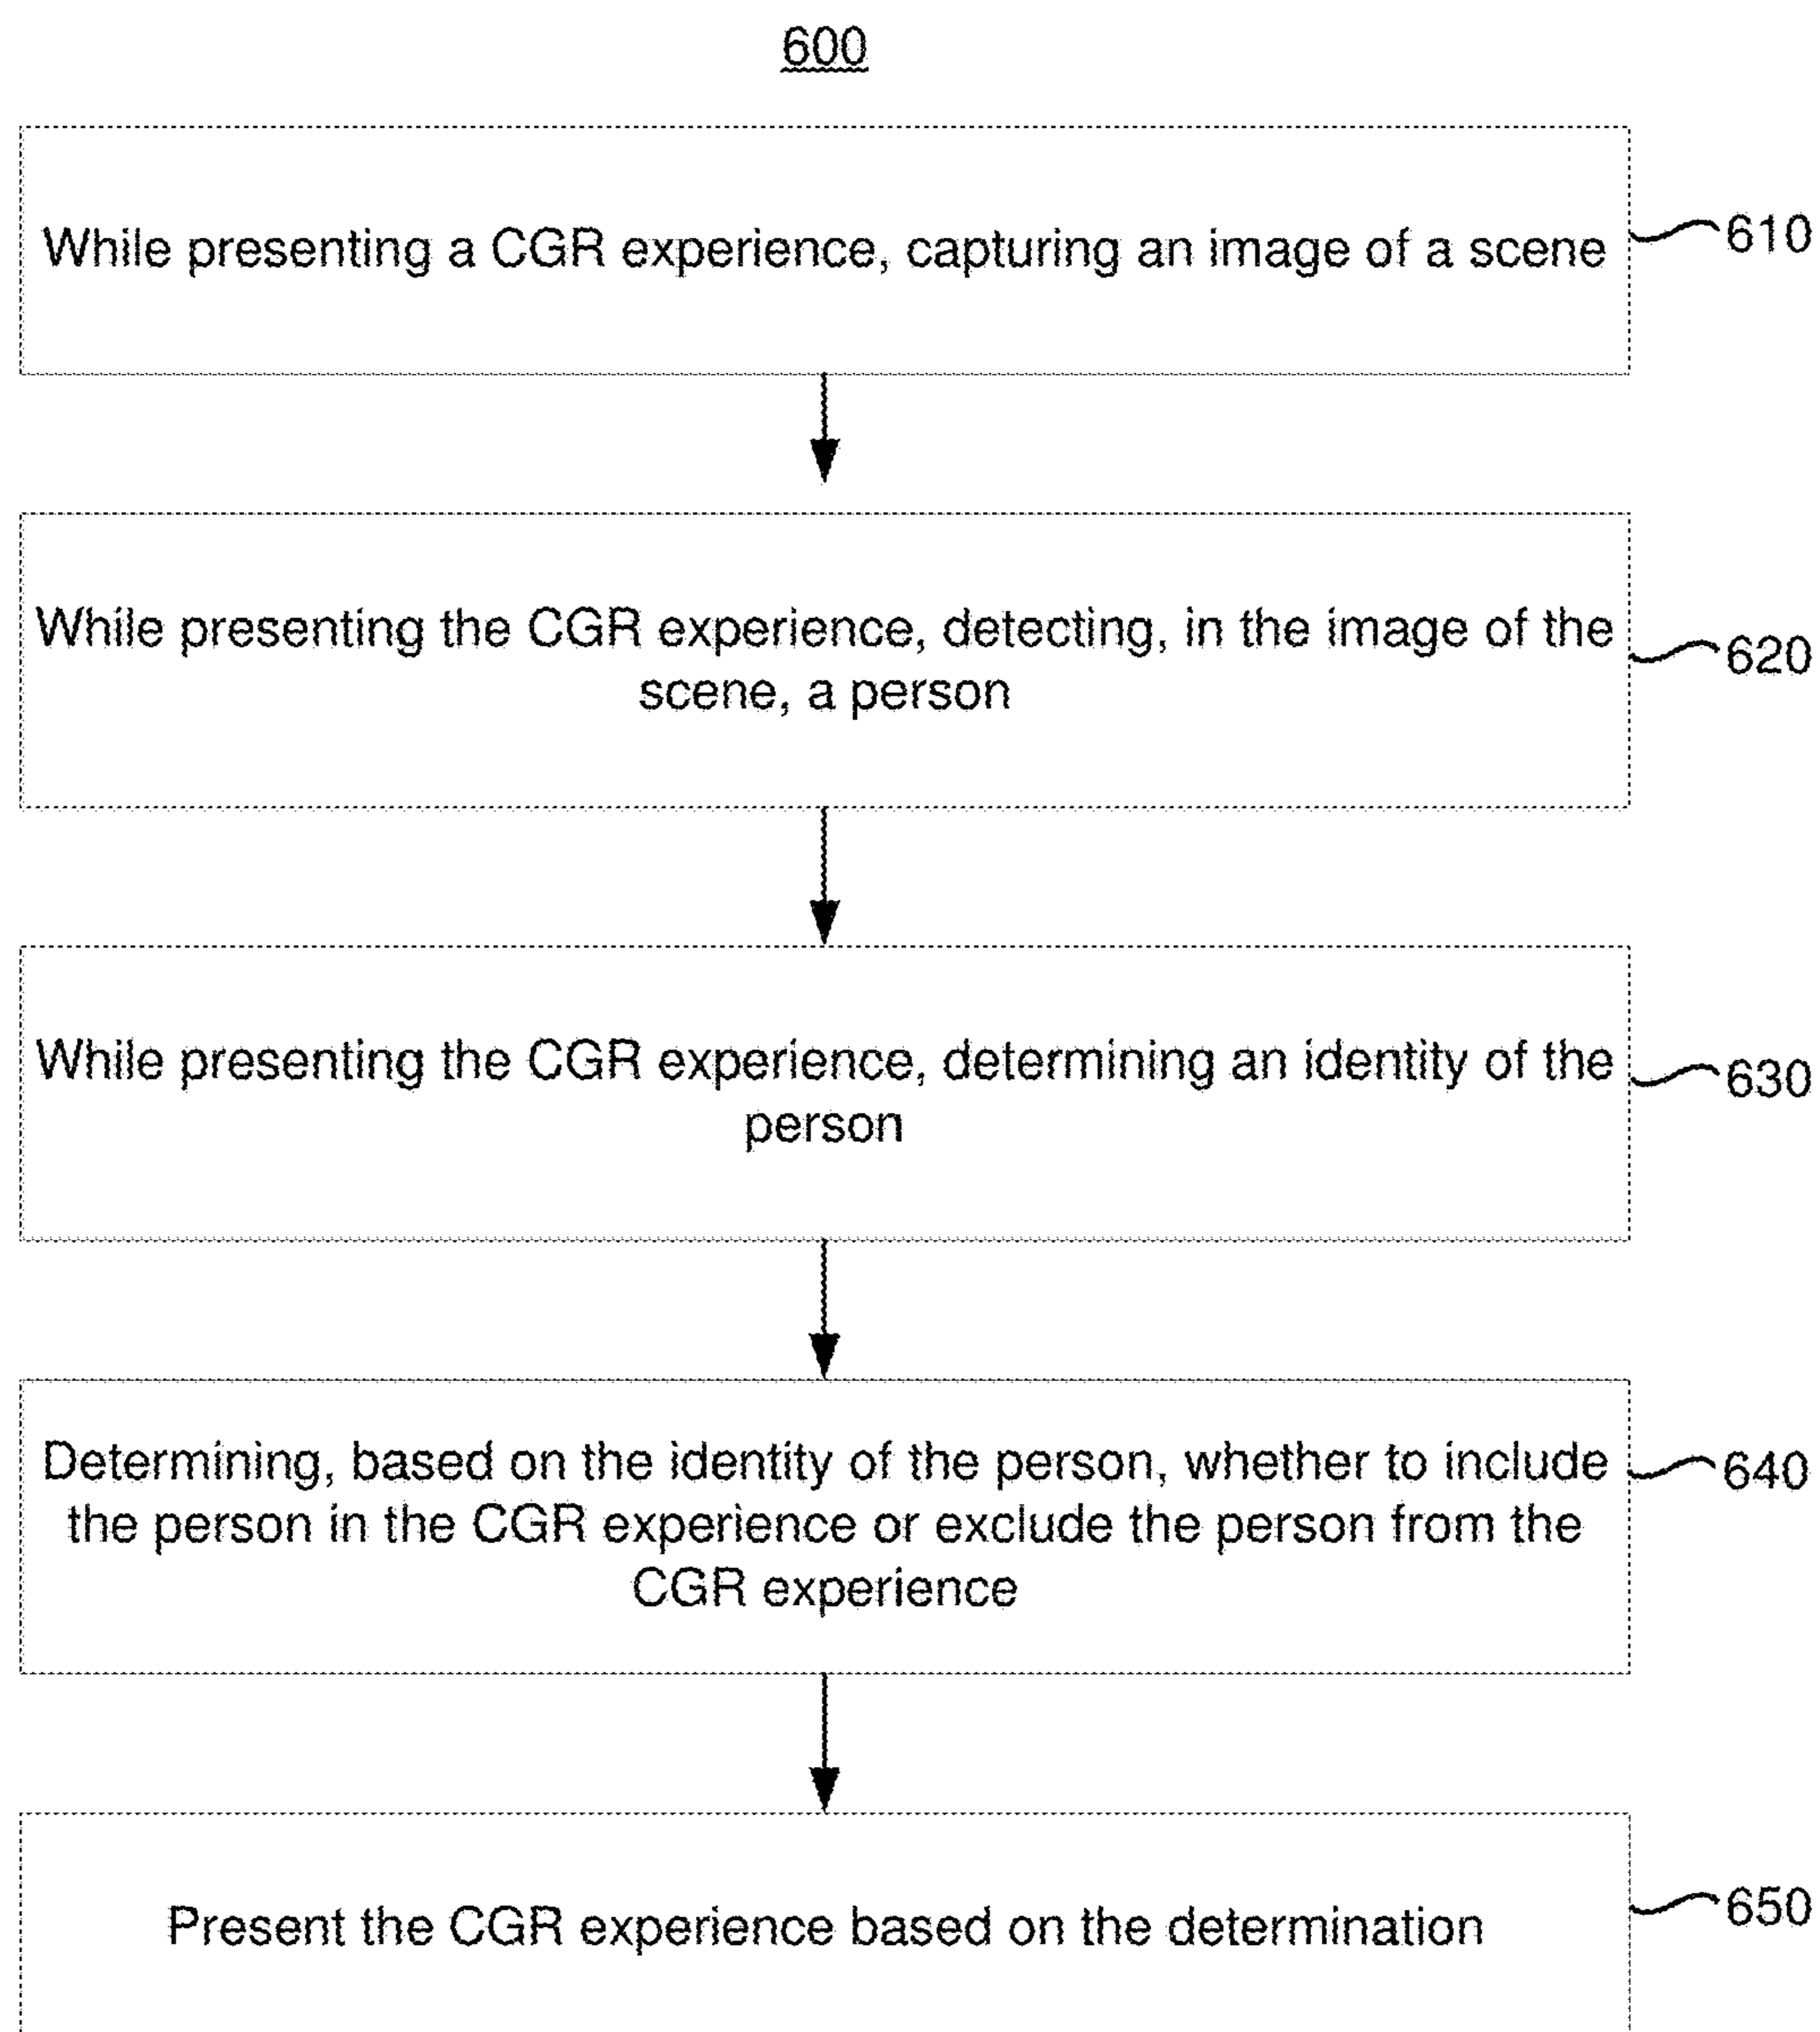 600
While presenting a CGR experience, capturing an image of a scene
610
While presenting the CGR experience, detecting, in the image of the
scene, a person
620
While presenting the CGR experience, determining an identity of the
person
630
Determining, based on the identity of the person, whether to include
the person in the CGR experience or exclude the person from the
CGR experience
640
Present the CGR experience based on the determination
650